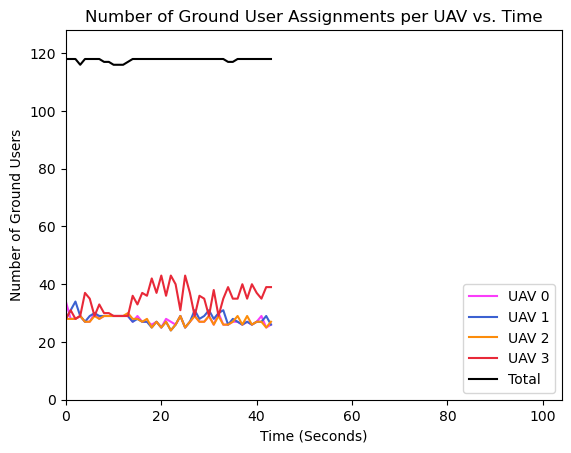 Number of Ground User Assignments per UAV vs. Time
Number of Ground Users
120
100
80
60
40
20
0
0 20 40 60 80 100
Time (Seconds)
UAV 0
UAV 1
UAV 2
UAV 3
Total